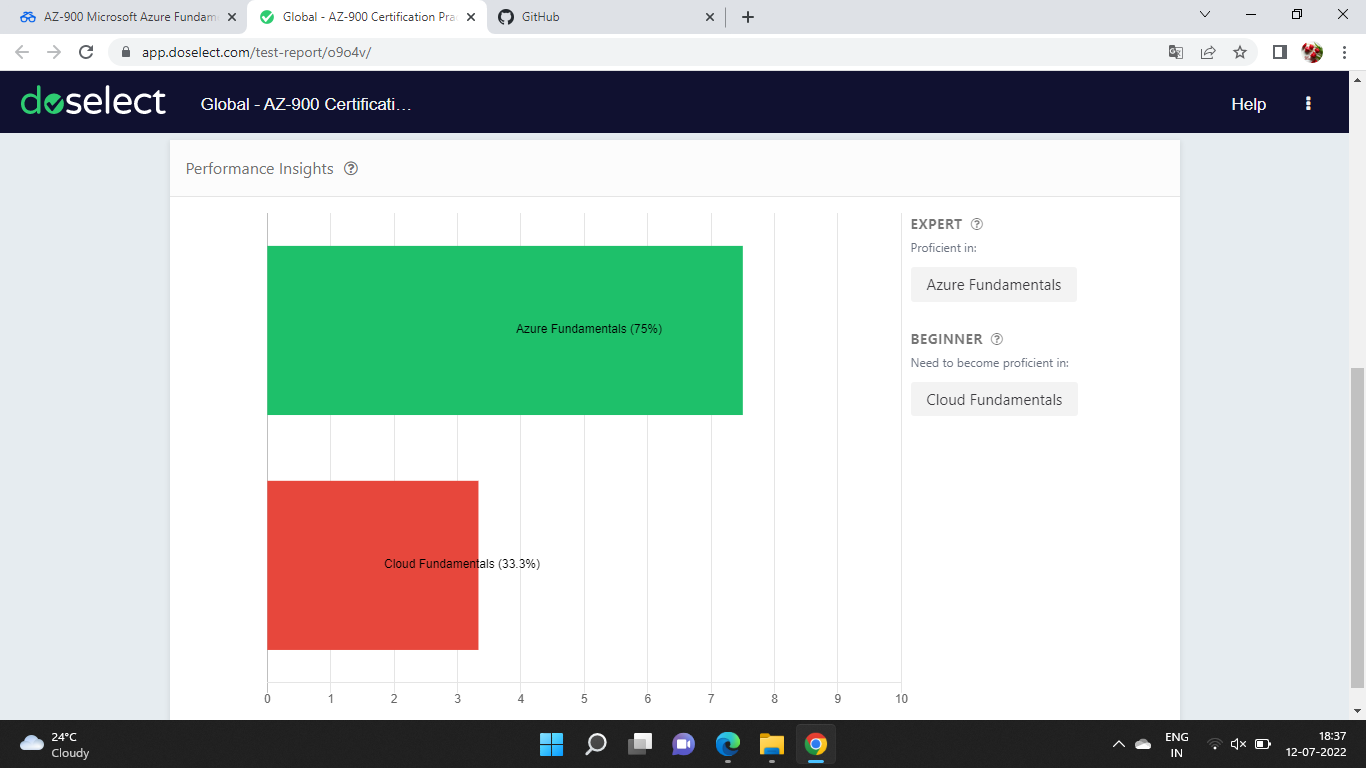 AZ-900 Microsoft Azure Fundam
Global - AZ-900 Certification Pra
GitHub
app.doselect.com/test-report/o9o4v/
doselect
Global - AZ-900 Certificati...
Help
Performance Insights
EXPERT
Proficient in:
Azure Fundamentals
BEGINNER
Need to become proficient in:
Cloud Fundamentals
Azure Fundamentals (75%)
Cloud Fundamentals (33.3%)
0 1 2 3 4 5 6 7 8 9 10
24°C
Cloudy
ENG
IN
18:37
12-07-2022